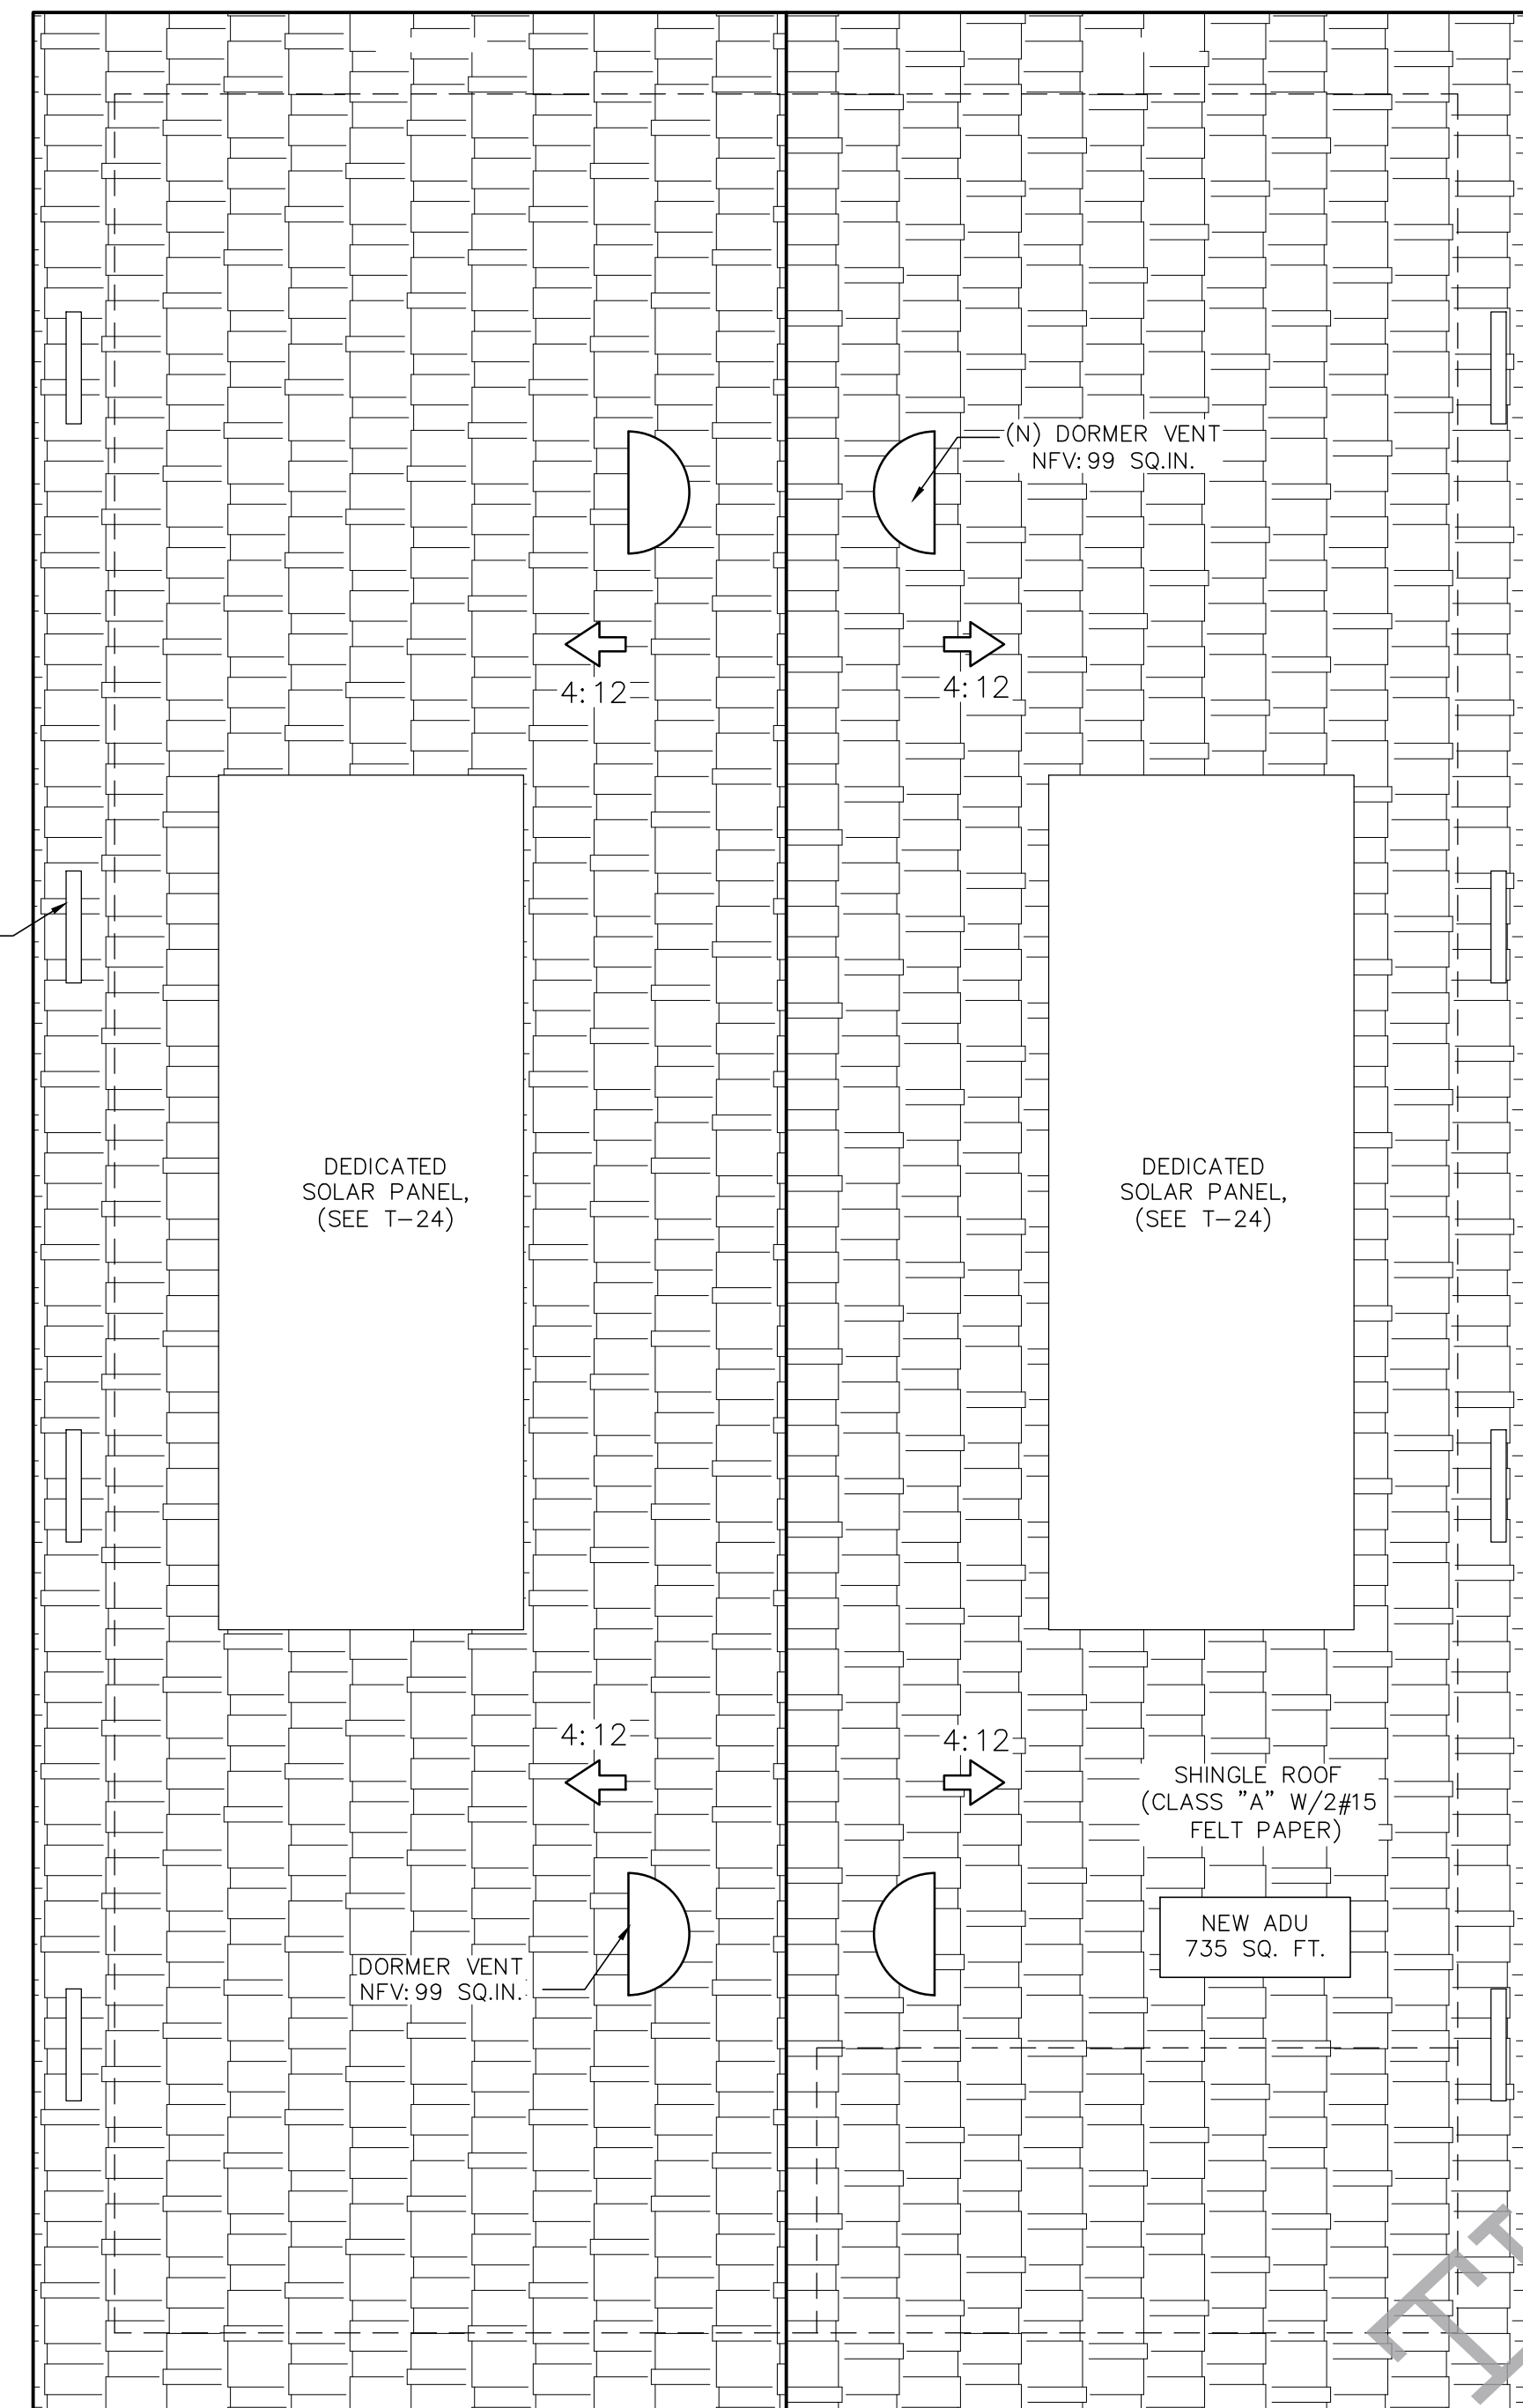 (N) DORMER VENT
NFV: 99 SQ.IN.
4:12
4:12
DEDICATED
SOLAR PANEL,
(SEE T-24)
DEDICATED
SOLAR PANEL,
(SEE T-24)
4:12
4:12
SHINGLE ROOF
(CLASS "A" W/2#15
FELT PAPER)
NEW ADU
735 SQ. FT.
DORMER VENT
NFV: 99 SQ.IN.